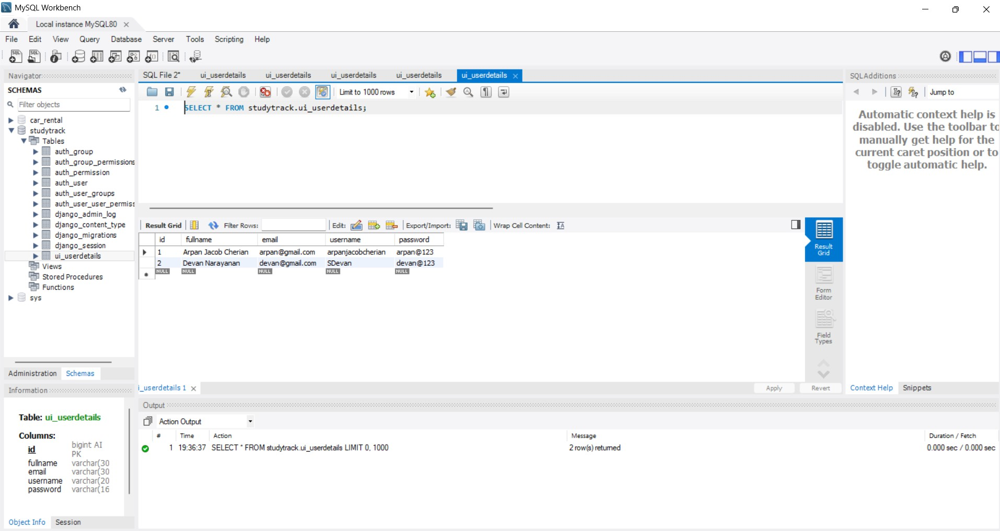 MySQL Workbench
Local instance MySQL80
File Edit View Query Database Server Tools Scripting Help
Navigator
SCHEMAS
Filter objects
car_rental
studytrack
Tables
auth_group
auth_group_permissions
auth_permission
auth_user
auth_user_groups
auth_user_user_permiss
django_admin_log
django_content_type
django_migrations
django_session
ui_userdetails
Views
Stored Procedures
Functions
sys
Administration Schemas
Information
Table: ui_userdetails
Columns:
id bigint AI
PK
fullname varchar(30
email varchar(30
username varchar(20
password varchar(16
Object Info Session
SQL File 2* ui_userdetails ui_userdetails ui_userdetails ui_userdetails ui_userdetails
Limit to 1000 rows
1 SELECT * FROM studytrack.ui_userdetails;
Result Grid Filter Rows: Edit: Export/Import: Wrap Cell Content:
id fullname email username password
1 Arpan Jacob Cherian arpan@gmail.com arpanjacobcherian arpan@123
2 Devan Narayanan devan@gmail.com SDevan devan@123
NULL NULL NULL NULL NULL
Result
Grid
Form
Editor
Field
Types
i_userdetails 1
Apply Revert
SQLAdditions
Jump to
Automatic context help is
disabled. Use the toolbar to
manually get help for the
current caret position or to
toggle automatic help.
Context Help Snippets
Output
Action Output
# Time Action Message Duration / Fetch
1 19:36:37 SELECT * FROM studytrack.ui_userdetails LIMIT 0, 1000 2 row(s) returned 0.000 sec / 0.000 sec